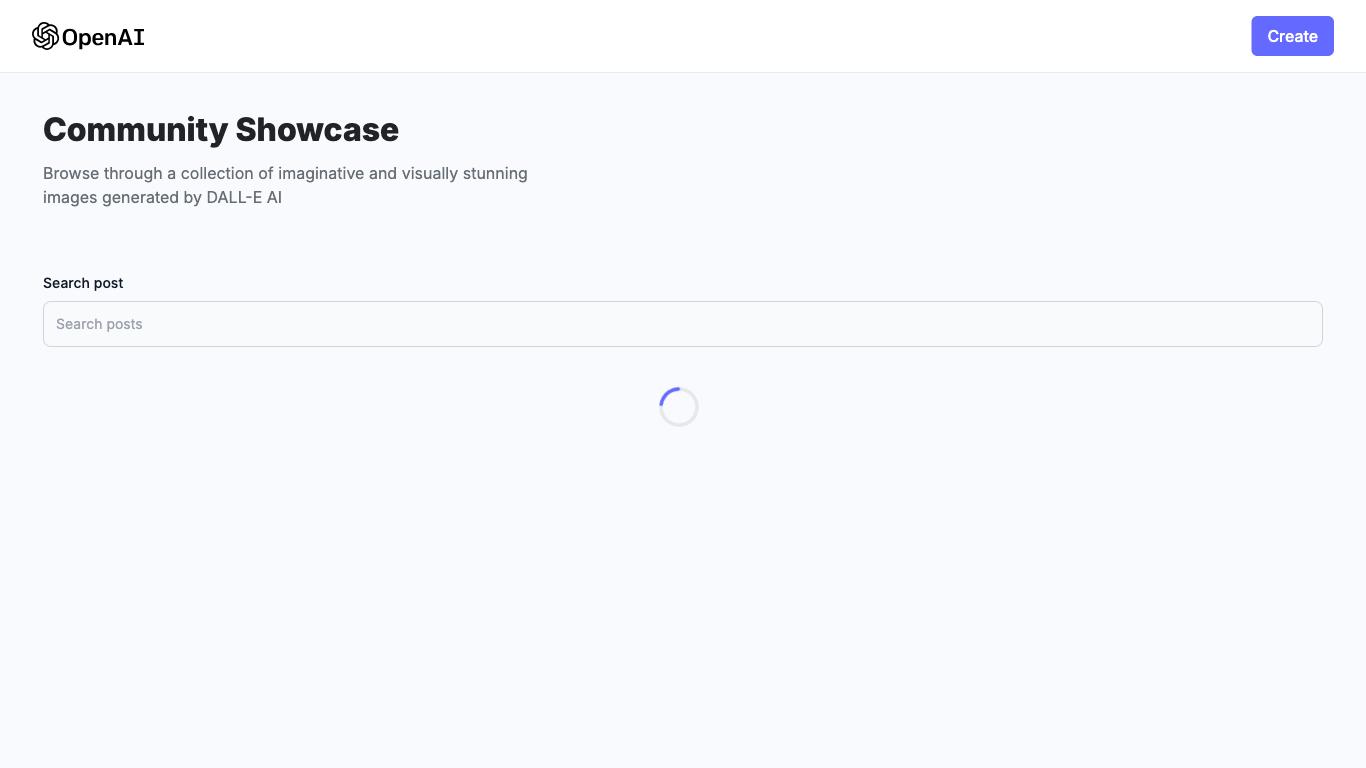 OpenAI
Create
Community Showcase
Browse through a collection of imaginative and visually stunning
images generated by DALL-E AI
Search post
Search posts